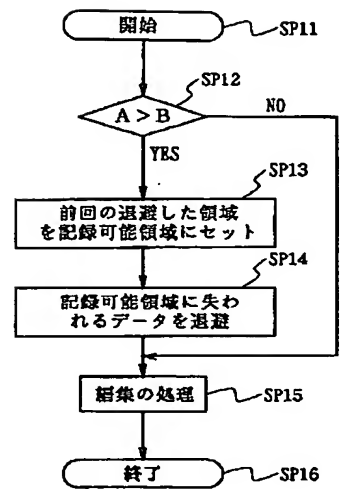 開始
SP11
SP12
A>B
NO
YES
SP13
前回の退避した領域
を記録可能領域にセット
SP14
記録可能領域に失わ
れるデータを退避
編集の処理
SP15
終了
SP16